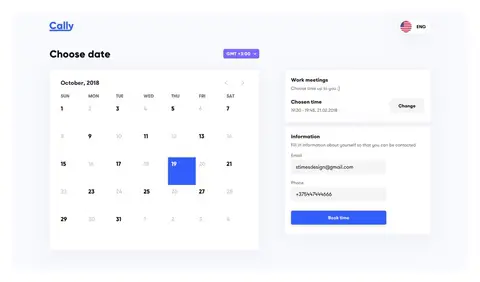 Cally
ENG
Choose date
GMT +3:00
October, 2018
SUN MON TUE WED THU FRI SAT
1 2 3 4 5 6 7
8 9 10 11 12 13 14
15 16 17 18 19 20 21
22 23 24 25 26 27 28
29 30 31 1 2 3 4
Work meetings
Choose time up to you ;)
Chosen time
19:30 - 19:45, 21.02.2018
Change
Information
Fill in information about yourself so that you can be contacted
Email
stimesdesign@gmail.com
Phone
+375447444666
Book time